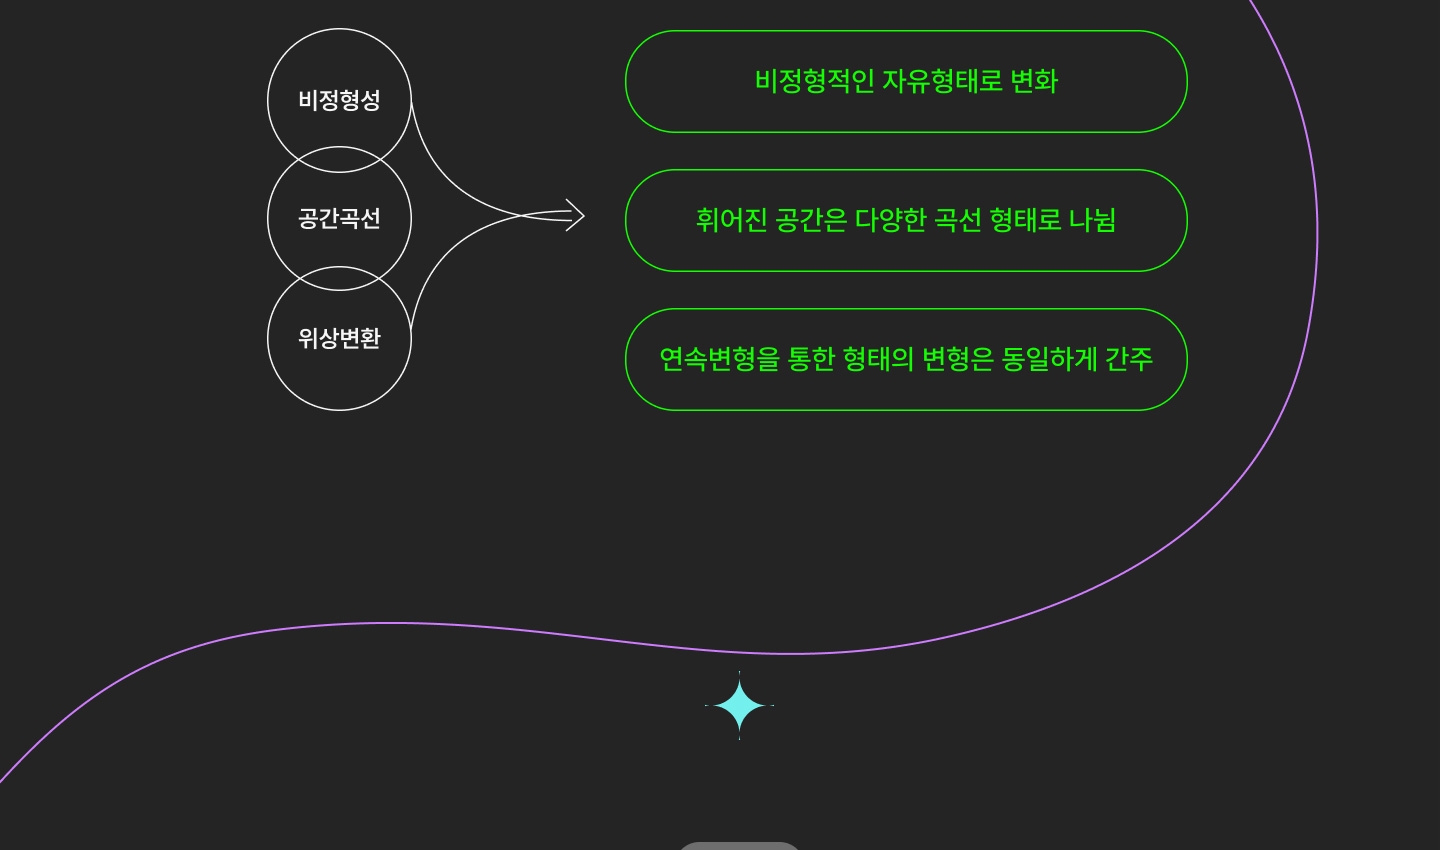 비정형성
공간곡선
위상변환
비정형적인 자유형태로 변화
휘어진 공간은 다양한 곡선 형태로 나뉨
연속변형을 통한 형태의 변형은 동일하게 간주